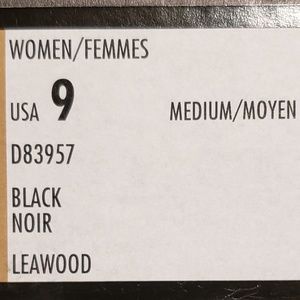 WOMEN/FEMMES
USA 9 MEDIUM/MOYEN
D83957
BLACK
NOIR
LEAWOOD